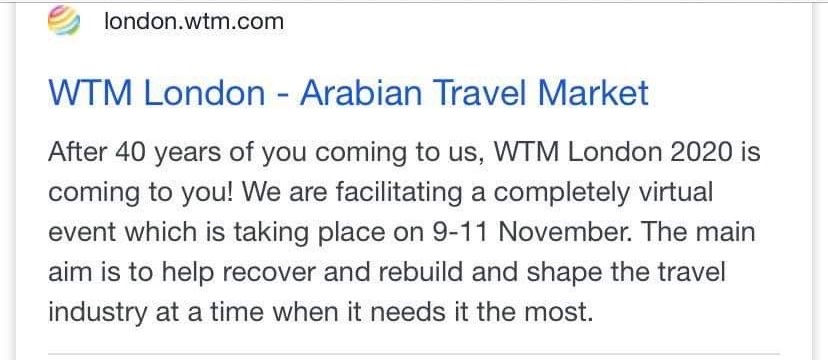 london.wtm.com
WTM London - Arabian Travel Market
After 40 years of you coming to us, WTM London 2020 is
coming to you! We are facilitating a completely virtual
event which is taking place on 9-11 November. The main
aim is to help recover and rebuild and shape the travel
industry at a time when it needs it the most.